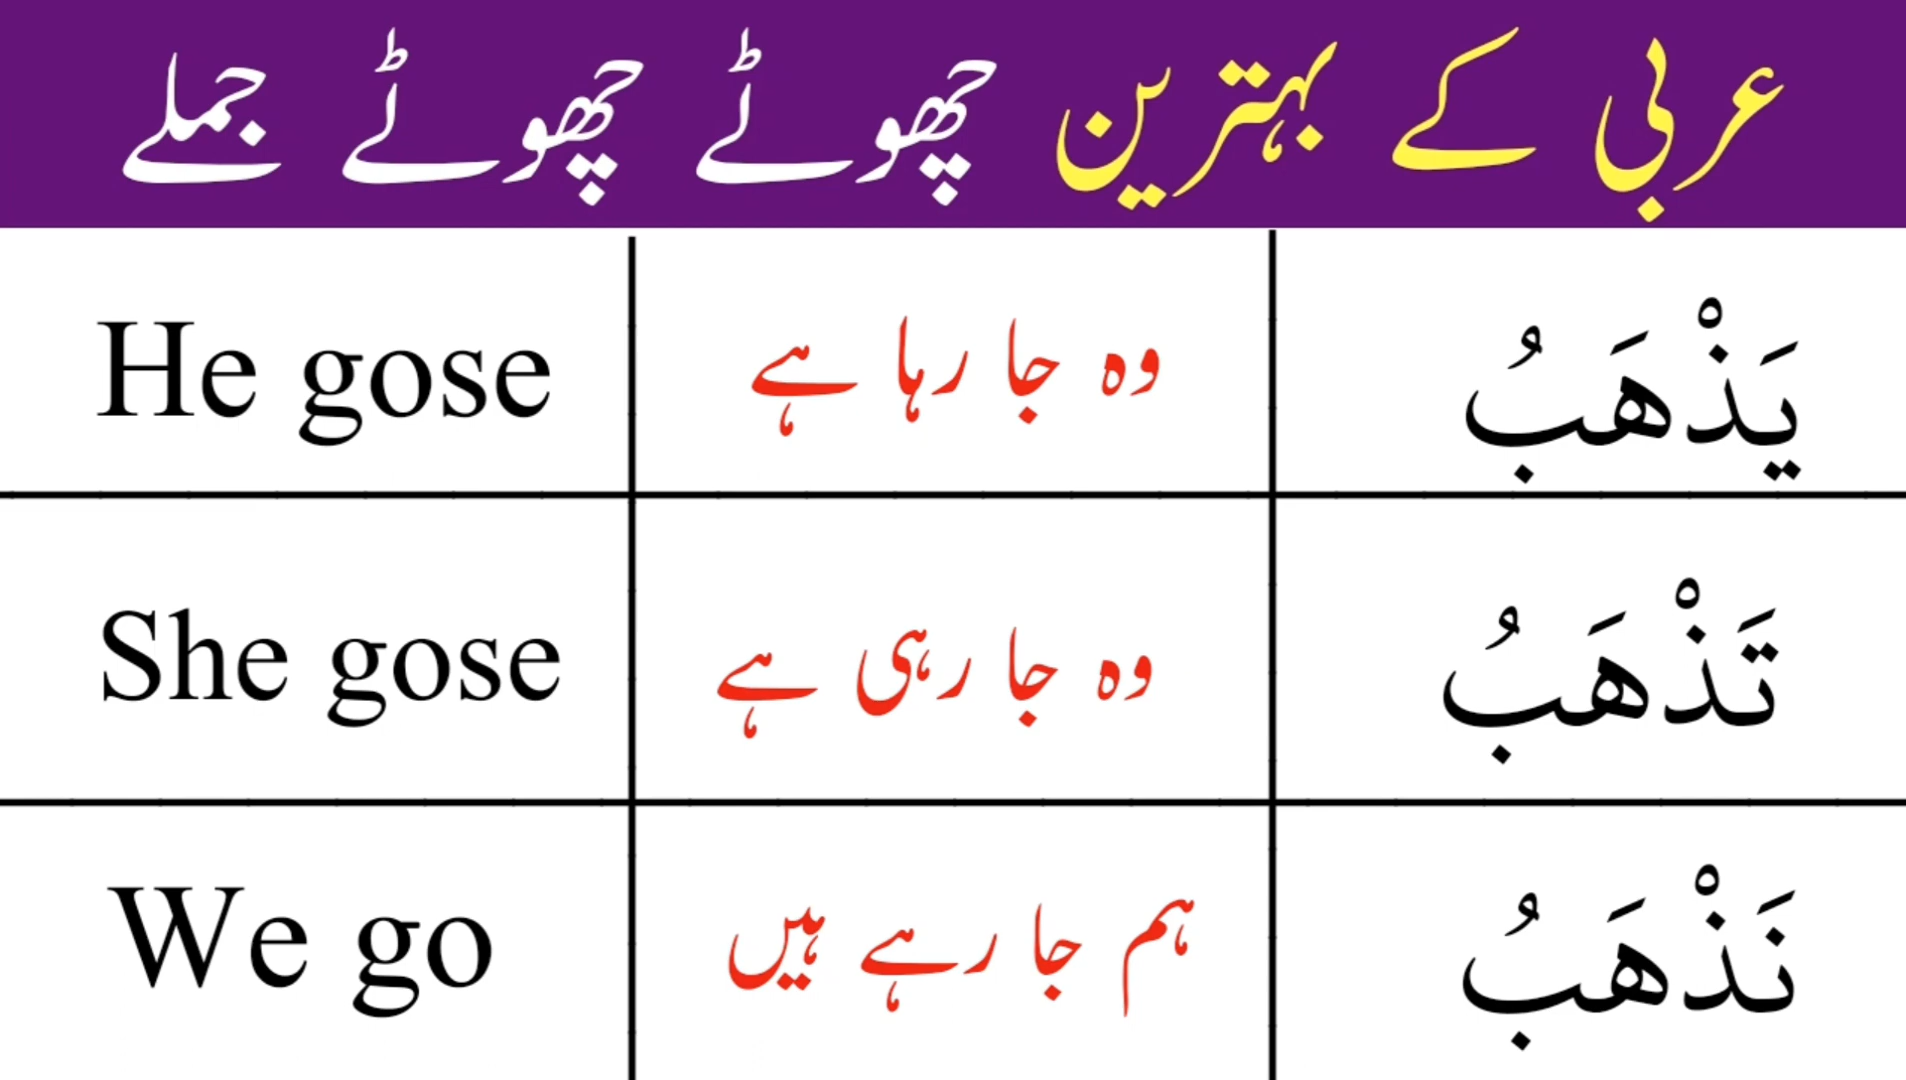 عربی کے بہترین چھوٹے چھوٹے جملے
He gose وہ جا رہا ہے يَذْهَبُ
She gose وہ جا رہی ہے تَذْهَبُ
We go ہم جا رہے ہیں نَذْهَبُ